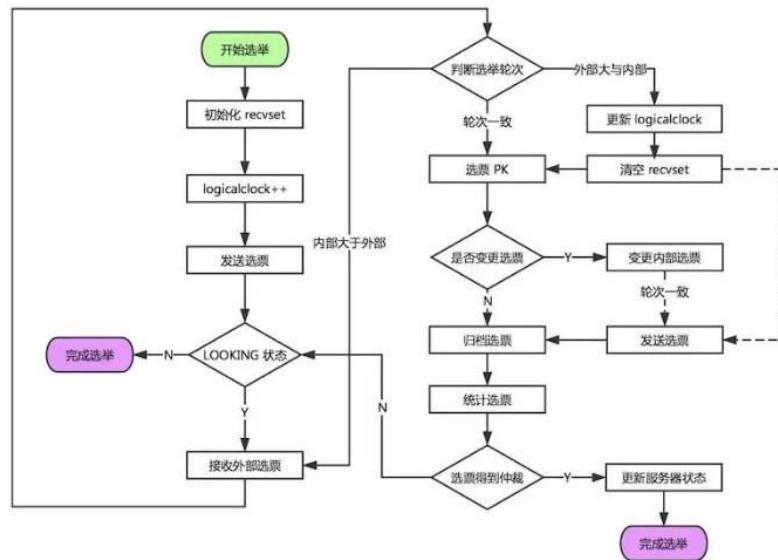 开始选举
初始化 recvset
logicalclock++
发送选票
LOOKING 状态
N
完成选举
Y
接收外部选票
内部大于外部
判断选举轮次
外部大与内部
更新 logicalclock
轮次一致
清空 recvset
选票 PK
是否变更选票
Y
变更内部选票
N
轮次一致
归档选票
发送选票
统计选票
N
选票得到仲裁
Y
更新服务器状态
完成选举